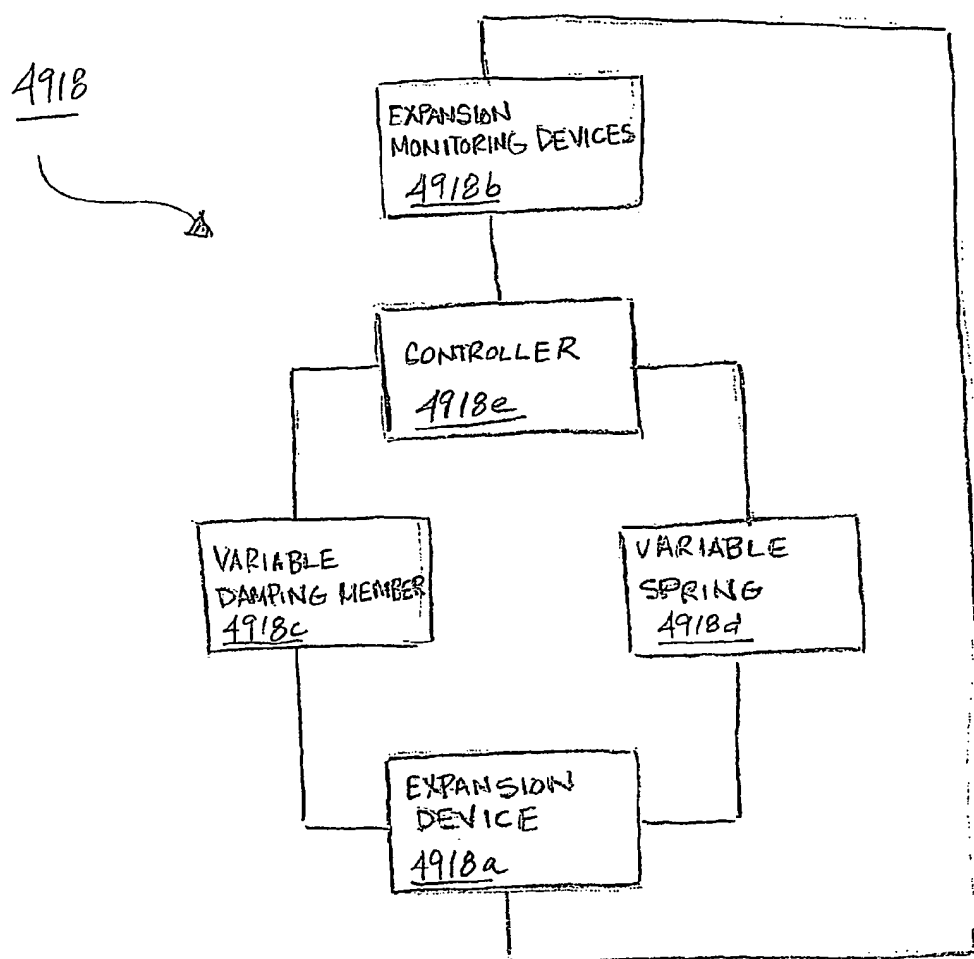 4918
EXPANSION
MONITORING DEVICES
4918b
CONTROLLER
4918e
VARIABLE
DAMPING MEMBER
4918c
VARIABLE
SPRING
4918d
EXPANSION
DEVICE
4918a